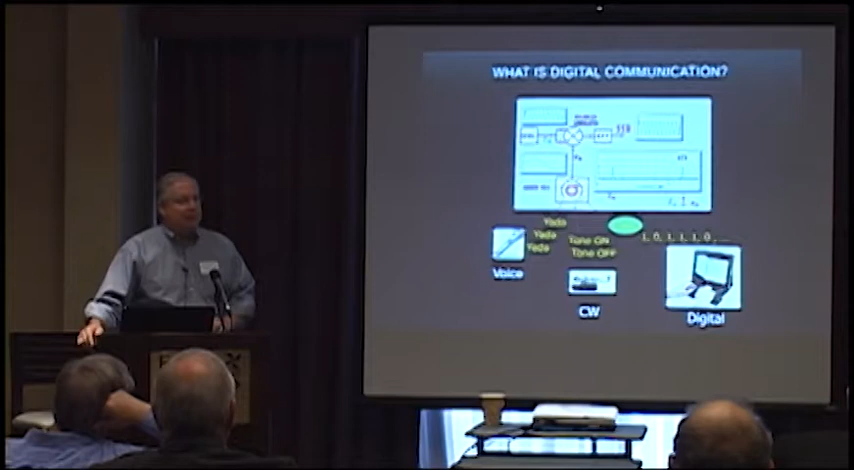 WHAT IS DIGITAL COMMUNICATION?
Yada
Yada
Yada
Tone ON
Tone OFF
1, 0, 1, 1, 1, 0, ...
Voice
CW
Digital